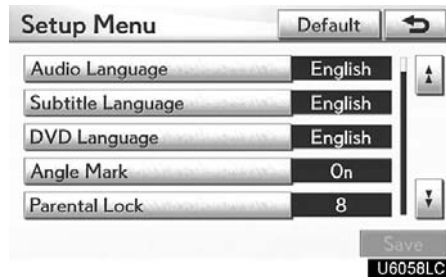 Setup Menu Default
Audio Language English
Subtitle Language English
DVD Language English
Angle Mark On
Parental Lock 8
Save
U6058LC